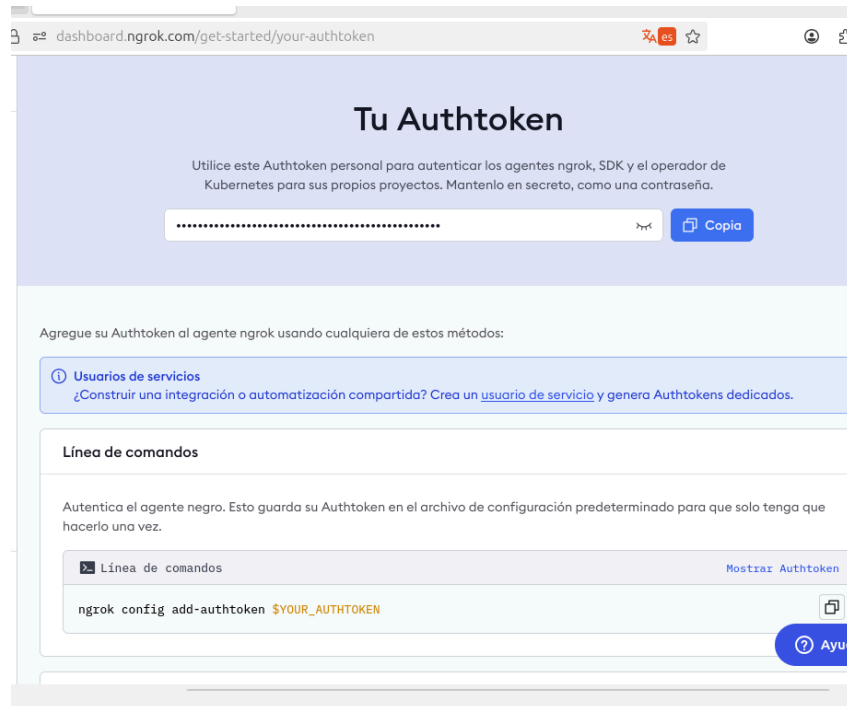 dashboard.ngrok.com/get-started/your-authtoken
es
Tu Authtoken
Utilice este Authtoken personal para autenticar los agentes ngrok, SDK y el operador de
Kubernetes para sus propios proyectos. Mantenlo en secreto, como una contraseña.
Copia
Agregue su Authtoken al agente ngrok usando cualquiera de estos métodos:
Usuarios de servicios
¿Construir una integración o automatización compartida? Crea un usuario de servicio y genera Authtokens dedicados.
Línea de comandos
Autentica el agente negro. Esto guarda su Authtoken en el archivo de configuración predeterminado para que solo tenga que
hacerlo una vez.
Línea de comandos
Mostrar Authtoken
ngrok config add-authtoken $YOUR_AUTHTOKEN